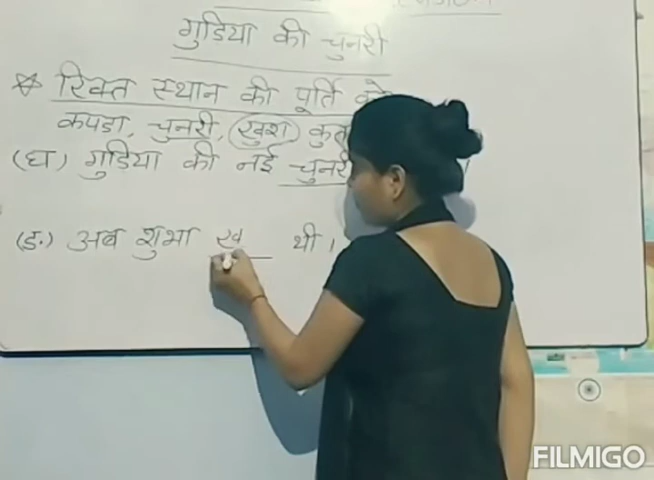 गुडिया की चुनरी
रिक्त स्थान की पूर्ति
कपडा, चुनरी, खुश
(घ) गुडिया की नई चुनरी
(ङ.) अब शुभा ख थी।
FILMIGO